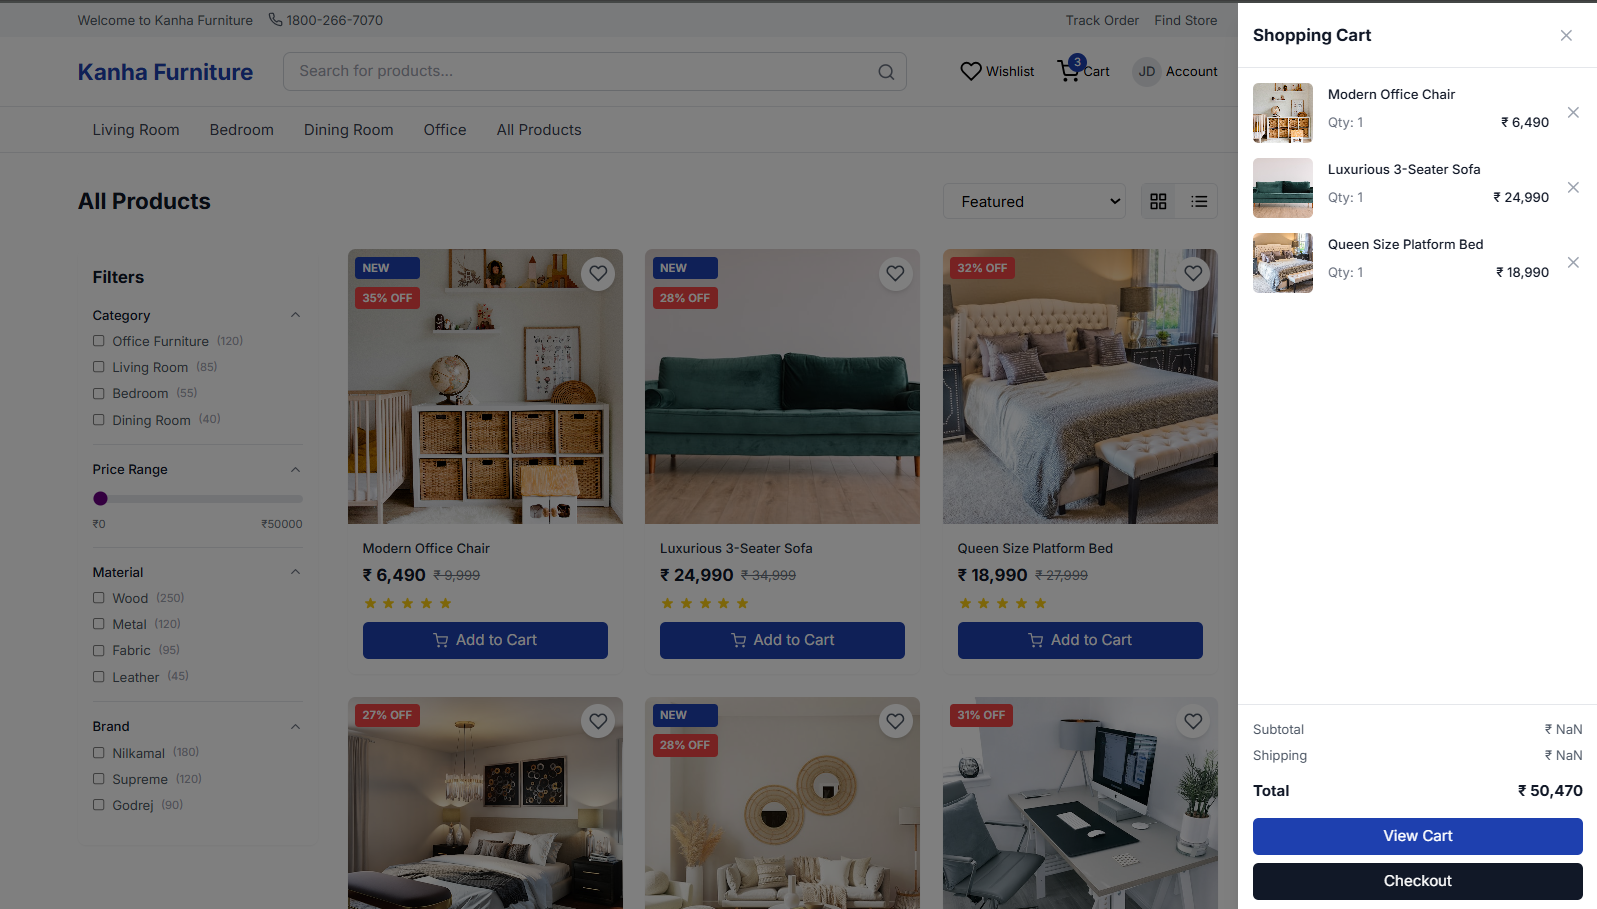 Welcome to Kanha Furniture 1800-266-7070 Track Order Find Store
Kanha Furniture Search for products... Wishlist 3 Cart JD Account
Living Room Bedroom Dining Room Office All Products
All Products Featured
Filters
Category
Office Furniture (120)
Living Room (85)
Bedroom (55)
Dining Room (40)
Price Range
₹0 ₹50000
Material
Wood (250)
Metal (120)
Fabric (95)
Leather (45)
Brand
Nilkamal (180)
Supreme (120)
Godrej (90)
NEW
35% OFF
Modern Office Chair
₹ 6,490 ₹ 9,999
Add to Cart
NEW
28% OFF
Luxurious 3-Seater Sofa
₹ 24,990 ₹ 34,999
Add to Cart
32% OFF
Queen Size Platform Bed
₹ 18,990 ₹ 27,999
Add to Cart
27% OFF
NEW
28% OFF
31% OFF
Shopping Cart
Modern Office Chair
Qty: 1 ₹ 6,490
Luxurious 3-Seater Sofa
Qty: 1 ₹ 24,990
Queen Size Platform Bed
Qty: 1 ₹ 18,990
Subtotal ₹ NaN
Shipping ₹ NaN
Total ₹ 50,470
View Cart
Checkout